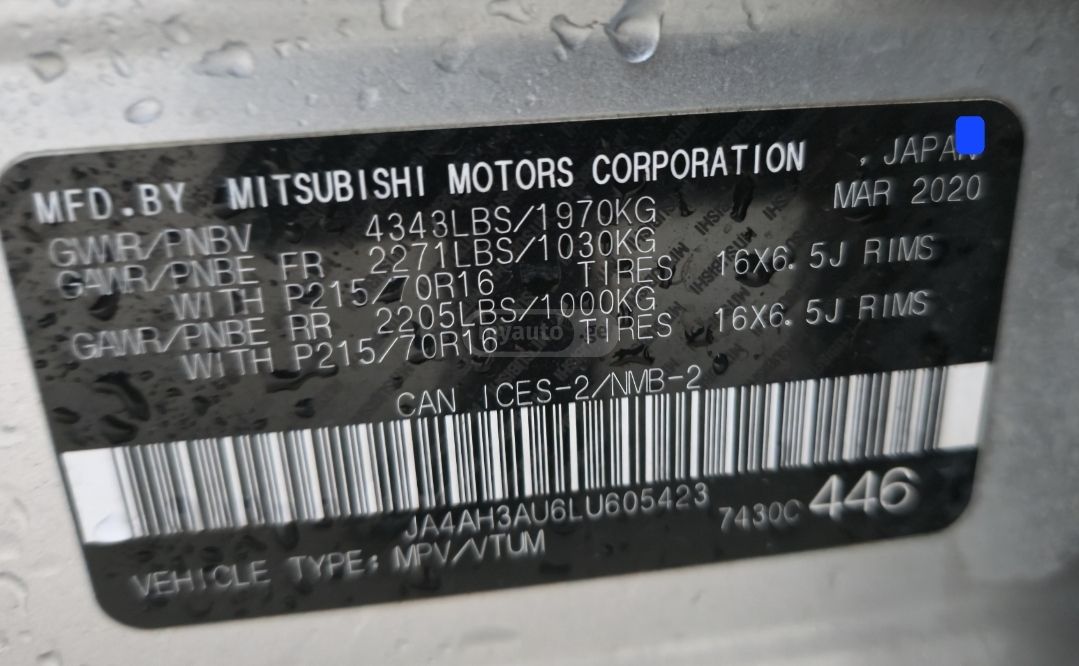 MFD.BY MITSUBISHI MOTORS CORPORATION , JAPAN
MAR 2020
GVWR/PNBV 4343LBS/1970KG
GAWR/PNBE FR 2271LBS/1030KG
WITH P215/70R16 TIRES 16X6.5J RIMS
GAWR/PNBE RR 2205LBS/1000KG
WITH P215/70R16 TIRES 16X6.5J RIMS
CAN ICES-2/NMB-2
JA4AH3AU6LU605423
7430C 446
VEHICLE TYPE: MPV/VTUM